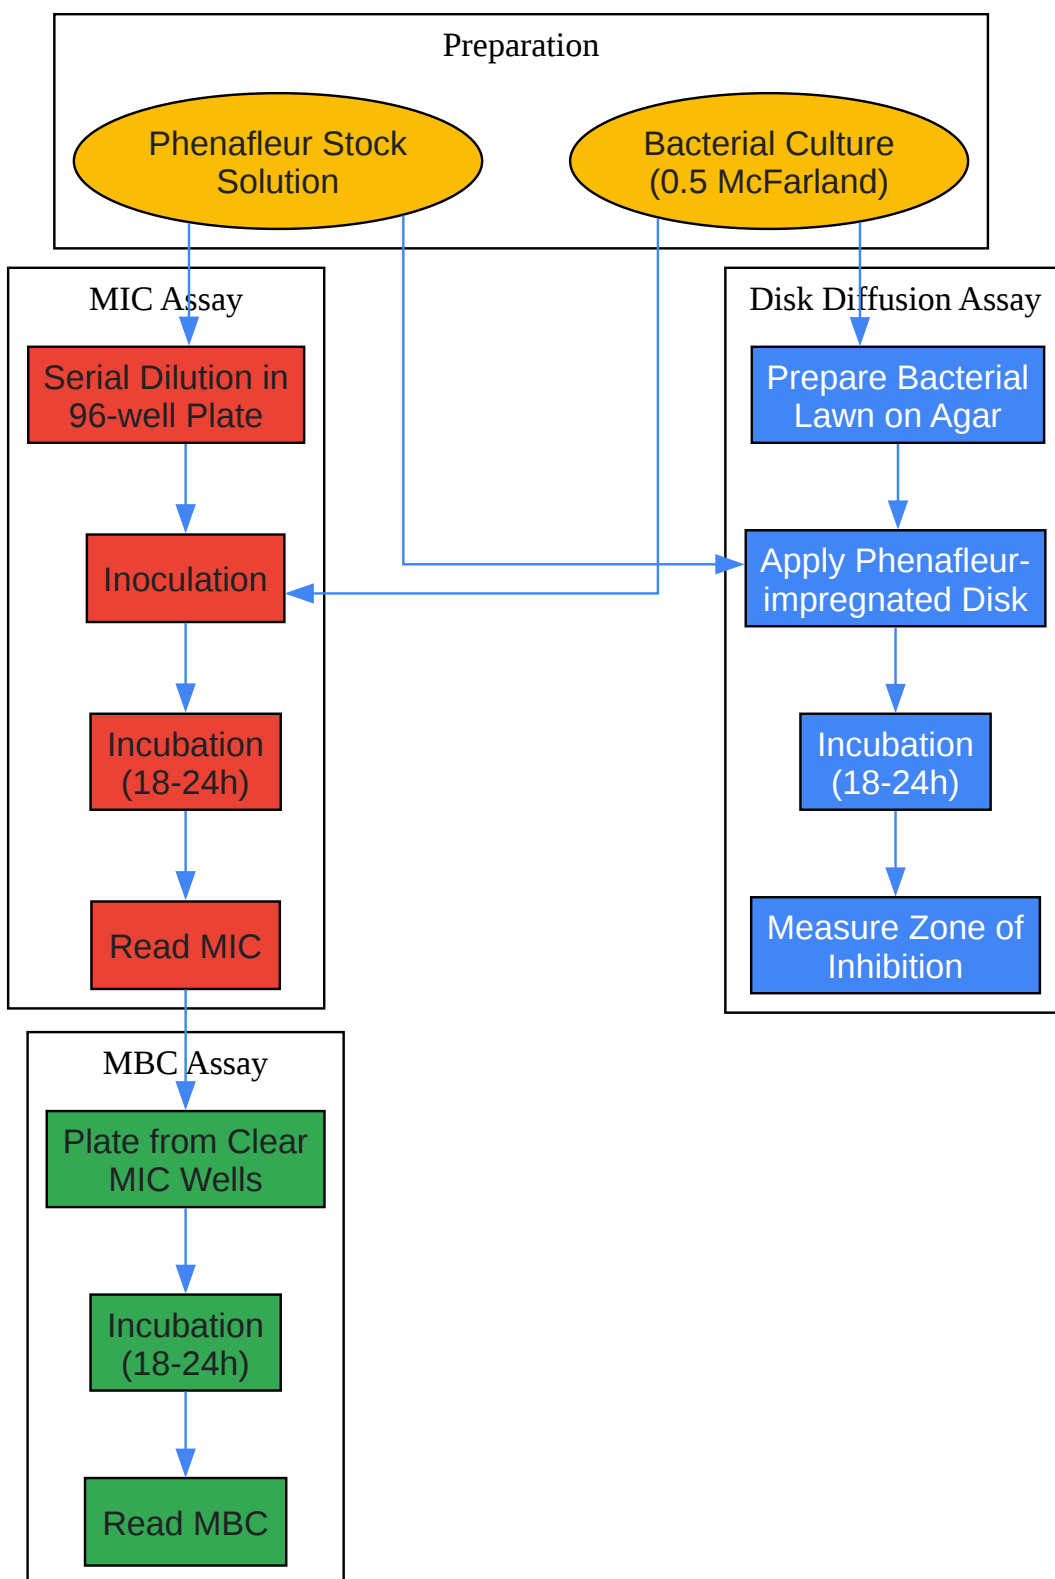 Preparation
Phenafleur Stock
Solution
Bacterial Culture
(0.5 McFarland)
MIC Assay
Serial Dilution in
96-well Plate
Inoculation
Incubation
(18-24h)
Read MIC
Disk Diffusion Assay
Prepare Bacterial
Lawn on Agar
Apply Phenafleur-
impregnated Disk
Incubation
(18-24h)
Measure Zone of
Inhibition
MBC Assay
Plate from Clear
MIC Wells
Incubation
(18-24h)
Read MBC